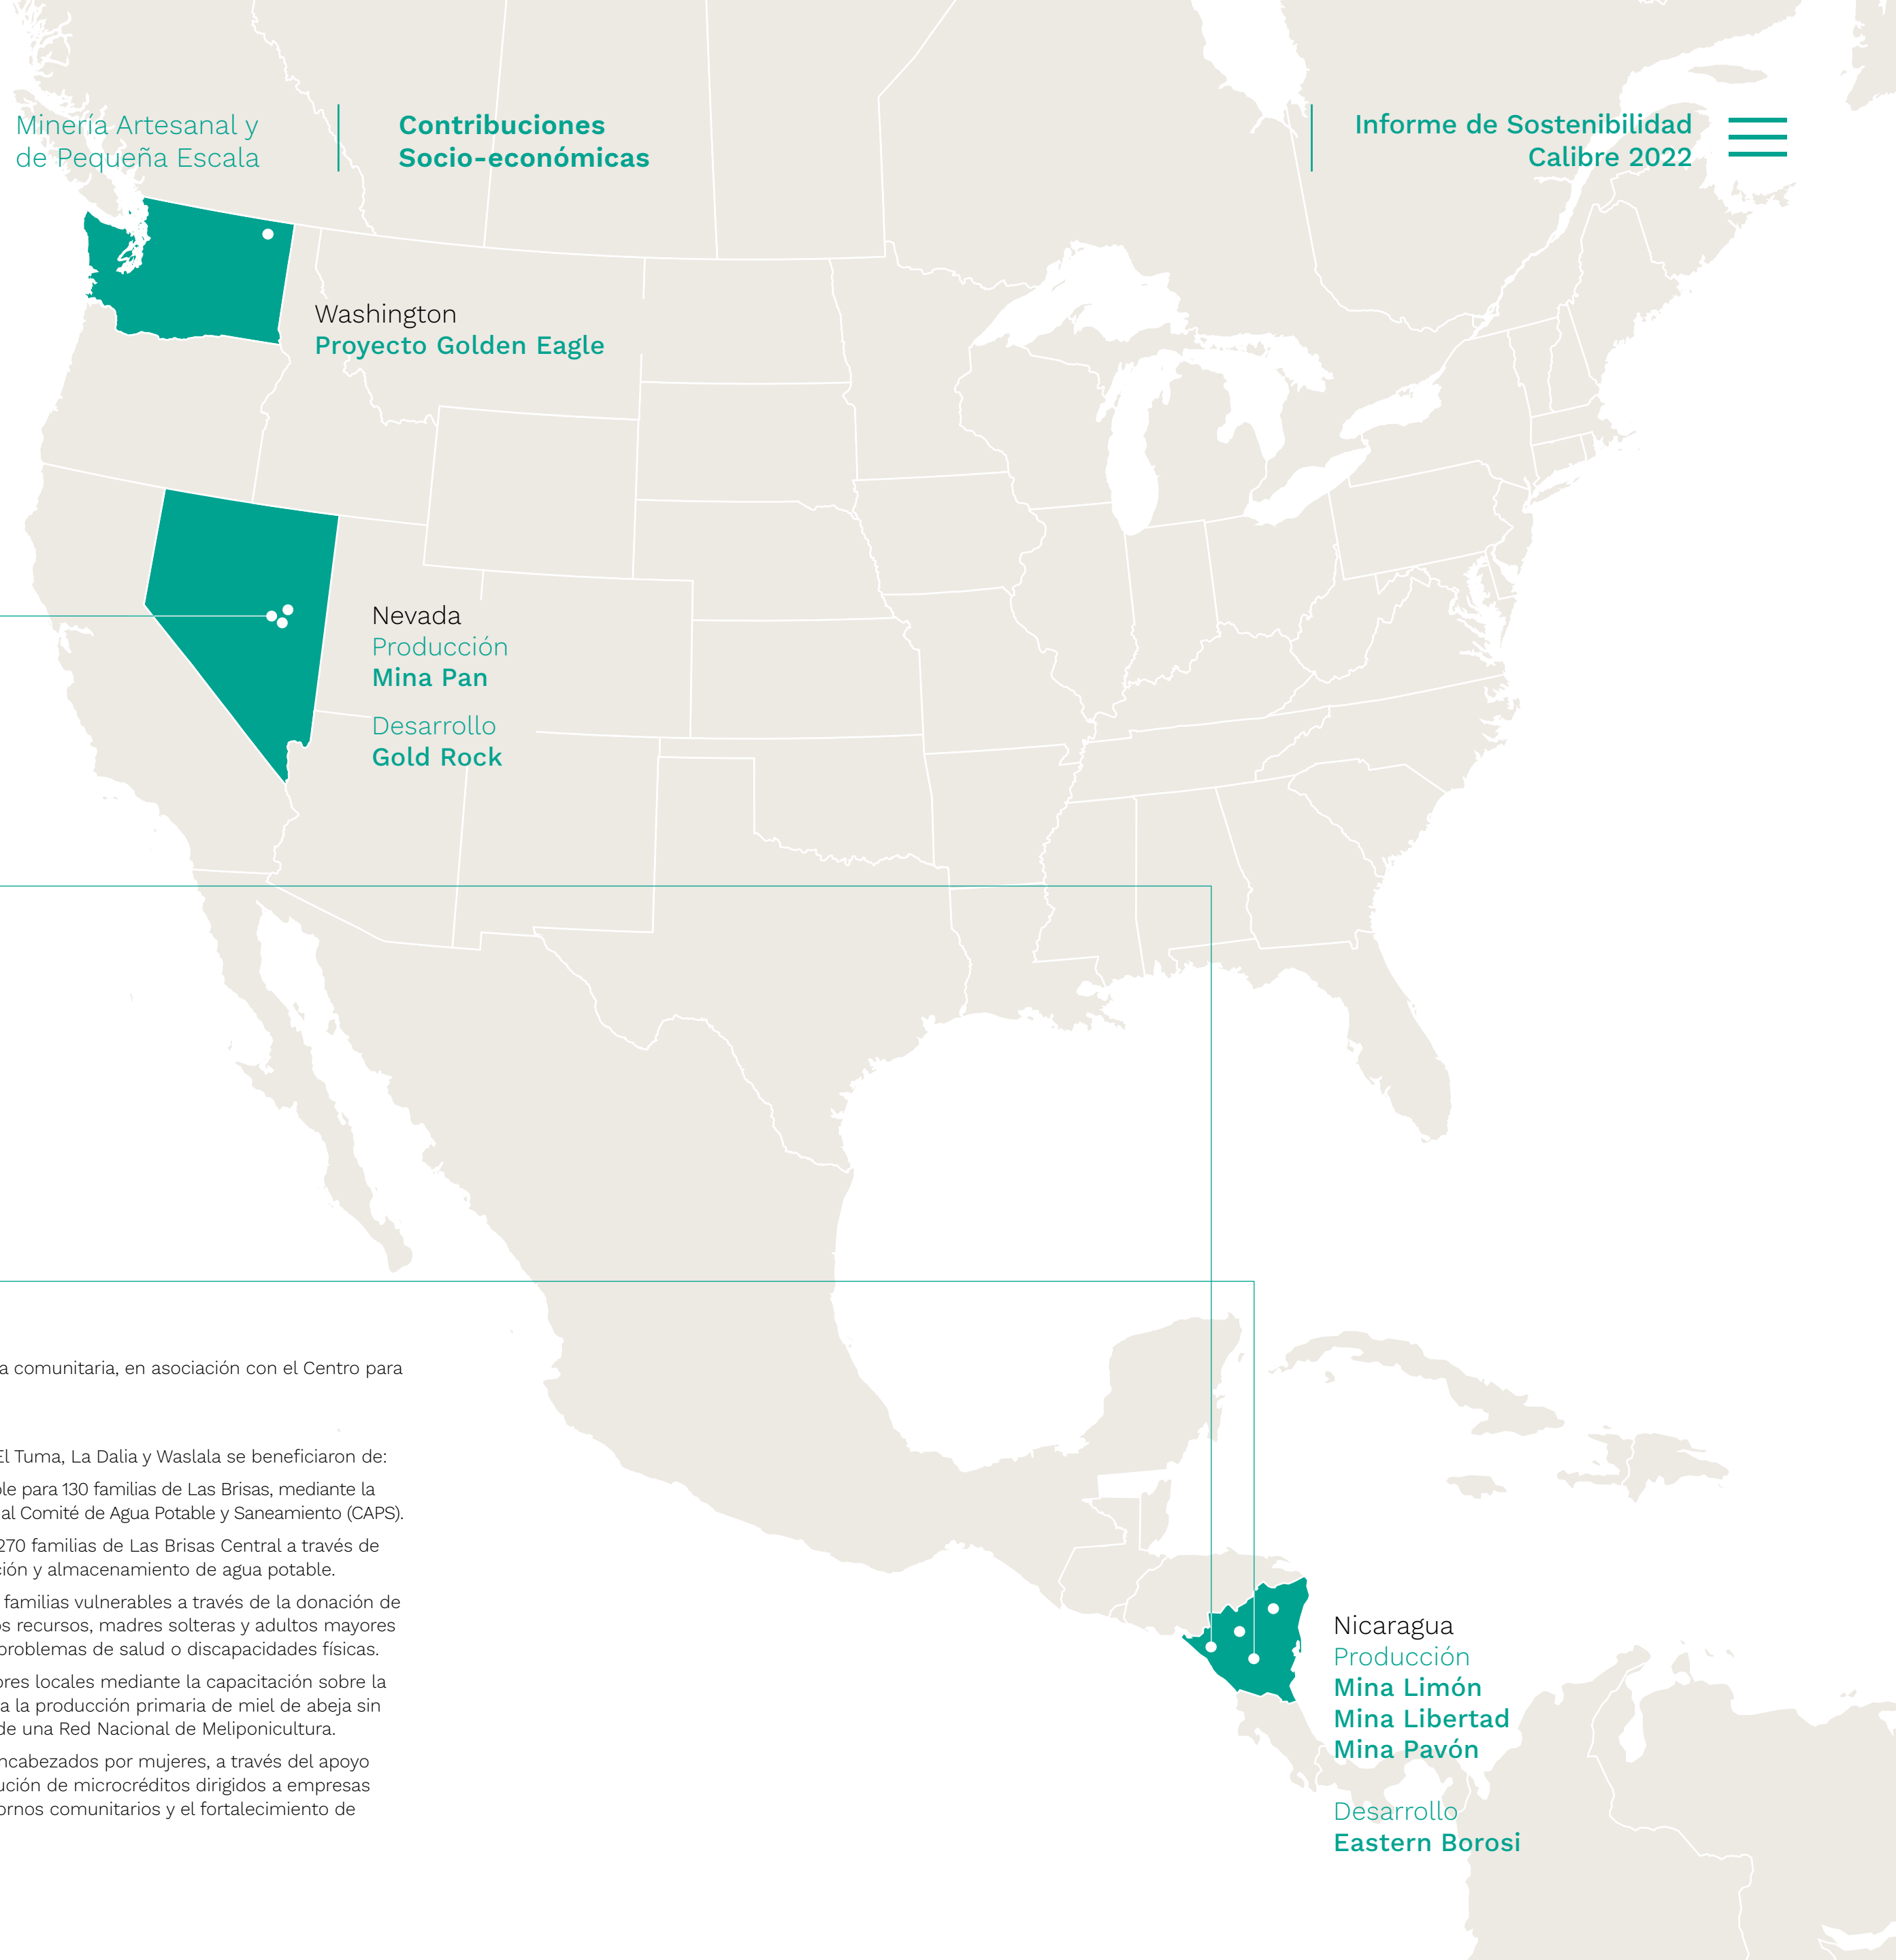 Minería Artesanal y
de Pequeña Escala
Contribuciones
Socio-económicas
Informe de Sostenibilidad
Calibre 2022
Washington
Proyecto Golden Eagle
Nevada
Producción
Mina Pan
Desarrollo
Gold Rock
a comunitaria, en asociación con el Centro para
El Tuma, La Dalia y Waslala se beneficiaron de:
ble para 130 familias de Las Brisas, mediante la
al Comité de Agua Potable y Saneamiento (CAPS).
270 familias de Las Brisas Central a través de
ción y almacenamiento de agua potable.
familias vulnerables a través de la donación de
os recursos, madres solteras y adultos mayores
problemas de salud o discapacidades físicas.
ores locales mediante la capacitación sobre la
a la producción primaria de miel de abeja sin
de una Red Nacional de Meliponicultura.
ncabezados por mujeres, a través del apoyo
ución de microcréditos dirigidos a empresas
ornos comunitarios y el fortalecimiento de
Nicaragua
Producción
Mina Limón
Mina Libertad
Mina Pavón
Desarrollo
Eastern Borosi